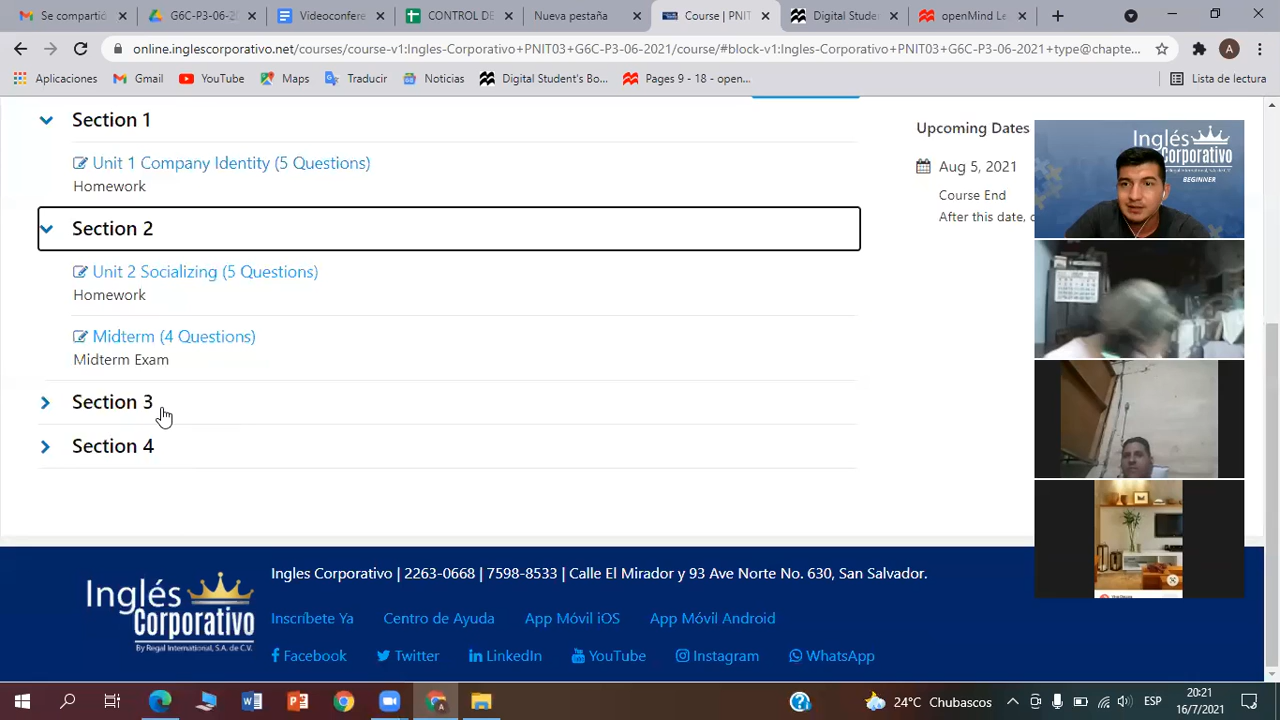 Se compartió
G6C-P3-06-2
Videoconfere
CONTROL DE
Nueva pestaña
Course | PNIT
Digital Studen
openMind Le
online.inglescorporativo.net/courses/course-v1:Ingles-Corporativo+PNIT03+G6C-P3-06-2021/course/#block-v1:Ingles-Corporativo+PNIT03+G6C-P3-06-2021+type@chapte...
A
Aplicaciones
Gmail
YouTube
Maps
Traducir
Noticias
Digital Student's Bo...
Pages 9 - 18 - open...
Lista de lectura
Section 1
Unit 1 Company Identity (5 Questions)
Homework
Section 2
Unit 2 Socializing (5 Questions)
Homework
Midterm (4 Questions)
Midterm Exam
Section 3
Section 4
Upcoming Dates
Aug 5, 2021
Course End
After this date, c
Inglés
Corporativo
BEGINNER
Inglés
Corporativo
By Regal International, S.A. de C.V.
Ingles Corporativo | 2263-0668 | 7598-8533 | Calle El Mirador y 93 Ave Norte No. 630, San Salvador.
Inscríbete Ya
Centro de Ayuda
App Móvil iOS
App Móvil Android
Facebook
Twitter
LinkedIn
YouTube
Instagram
WhatsApp
24°C Chubascos
ESP
20:21
16/7/2021